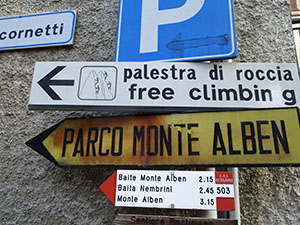 cornetti
P
palestra di roccia
free climbing
PARCO MONTE ALBEN
Baite Monte Alben 2.15
Baita Nembrini 2.45 503
Monte Alben 3.15